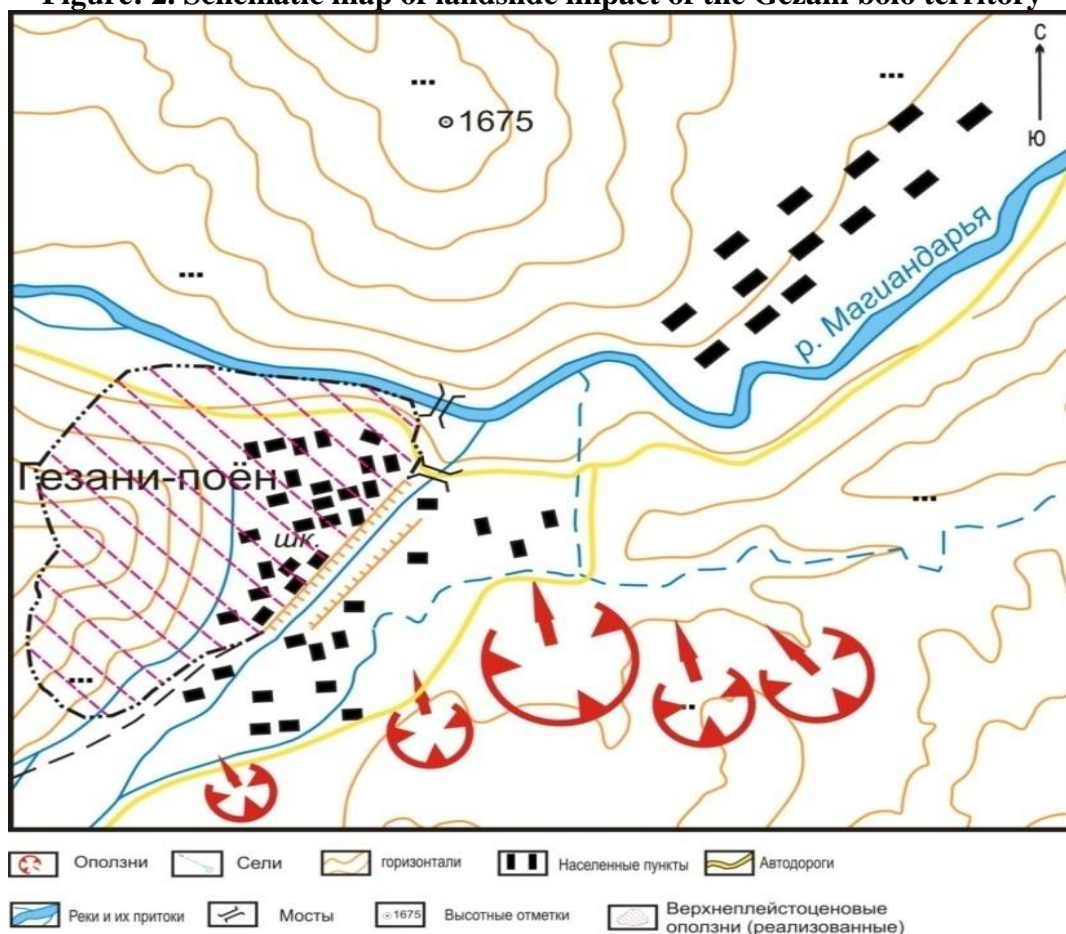 Figure: 2. Schematic map of landslide impact of the Gezani bolo territory
С
Ю
1675
р. Магиандарья
Гезани-поён
шк.
Оползни
Сели
горизонтали
Населенные пункты
Автодороги
Реки и их притоки
Мосты
1675
Высотные отметки
Верхнеплейстоценовые
оползни (реализованные)